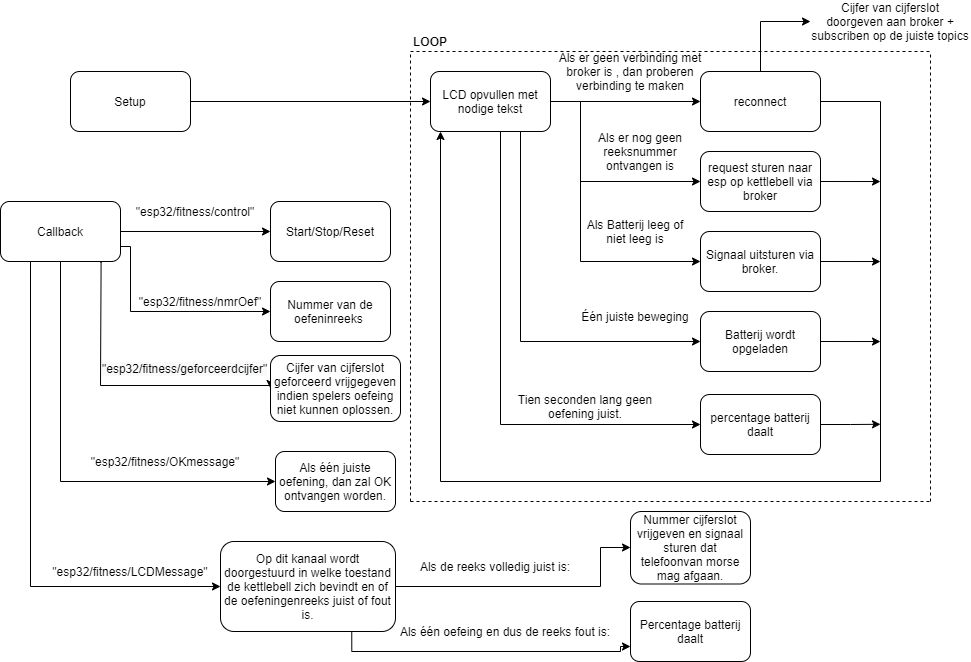 Cijfer van cijferslot
doorgeven aan broker +
subscriben op de juiste topics
LOOP
Als er geen verbinding met
broker is , dan proberen
verbinding te maken
Setup
LCD opvullen met
nodige tekst
reconnect
Als er nog geen
reeksnummer
ontvangen is
request sturen naar
esp op kettlebell via
broker
Als Batterij leeg of
niet leeg is
Signaal uitsturen via
broker.
Één juiste beweging
Batterij wordt
opgeladen
Tien seconden lang geen
oefening juist.
percentage batterij
daalt
Callback
"esp32/fitness/control"
Start/Stop/Reset
"esp32/fitness/nmrOef"
Nummer van de
oefeninreeks
"esp32/fitness/geforceerdcijfer"
Cijfer van cijferslot
geforceerd vrijgegeven
indien spelers oefeing
niet kunnen oplossen.
"esp32/fitness/OKmessage"
Als één juiste
oefening, dan zal OK
ontvangen worden.
"esp32/fitness/LCDMessage"
Op dit kanaal wordt
doorgestuurd in welke toestand
de kettlebell zich bevindt en of
de oefeningenreeks juist of fout
is.
Als de reeks volledig juist is:
Nummer cijferslot
vrijgeven en signaal
sturen dat
telefoonvan morse
mag afgaan.
Als één oefeing en dus de reeks fout is:
Percentage batterij
daalt